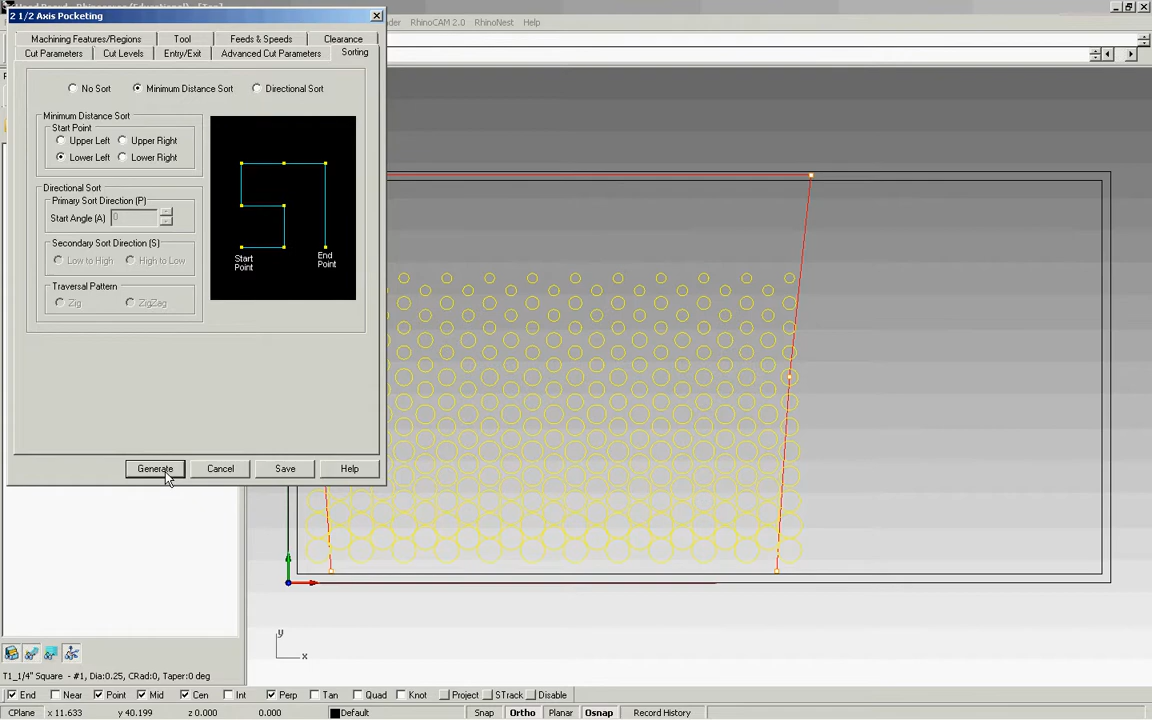 2 1/2 Axis Pocketing
RhinoCAM 2.0 RhinoNest Help
Machining Features/Regions Tool Feeds & Speeds Clearance
Cut Parameters Cut Levels Entry/Exit Advanced Cut Parameters Sorting
No Sort Minimum Distance Sort Directional Sort
Minimum Distance Sort
Start Point
Upper Left Upper Right
Lower Left Lower Right
Directional Sort
Primary Sort Direction (P)
Start Angle (A) 0
Secondary Sort Direction (S)
Low to High High to Low
Traversal Pattern
Zig ZigZag
Start
Point
End
Point
Generate Cancel Save Help
y
x
T1_1/4" Square - #1, Dia:0.25, CRad:0, Taper:0 deg
End Near Point Mid Cen Int Perp Tan Quad Knot Project STrack Disable
CPlane x 11.633 y 40.199 z 0.000 0.000 Default Snap Ortho Planar Osnap Record History